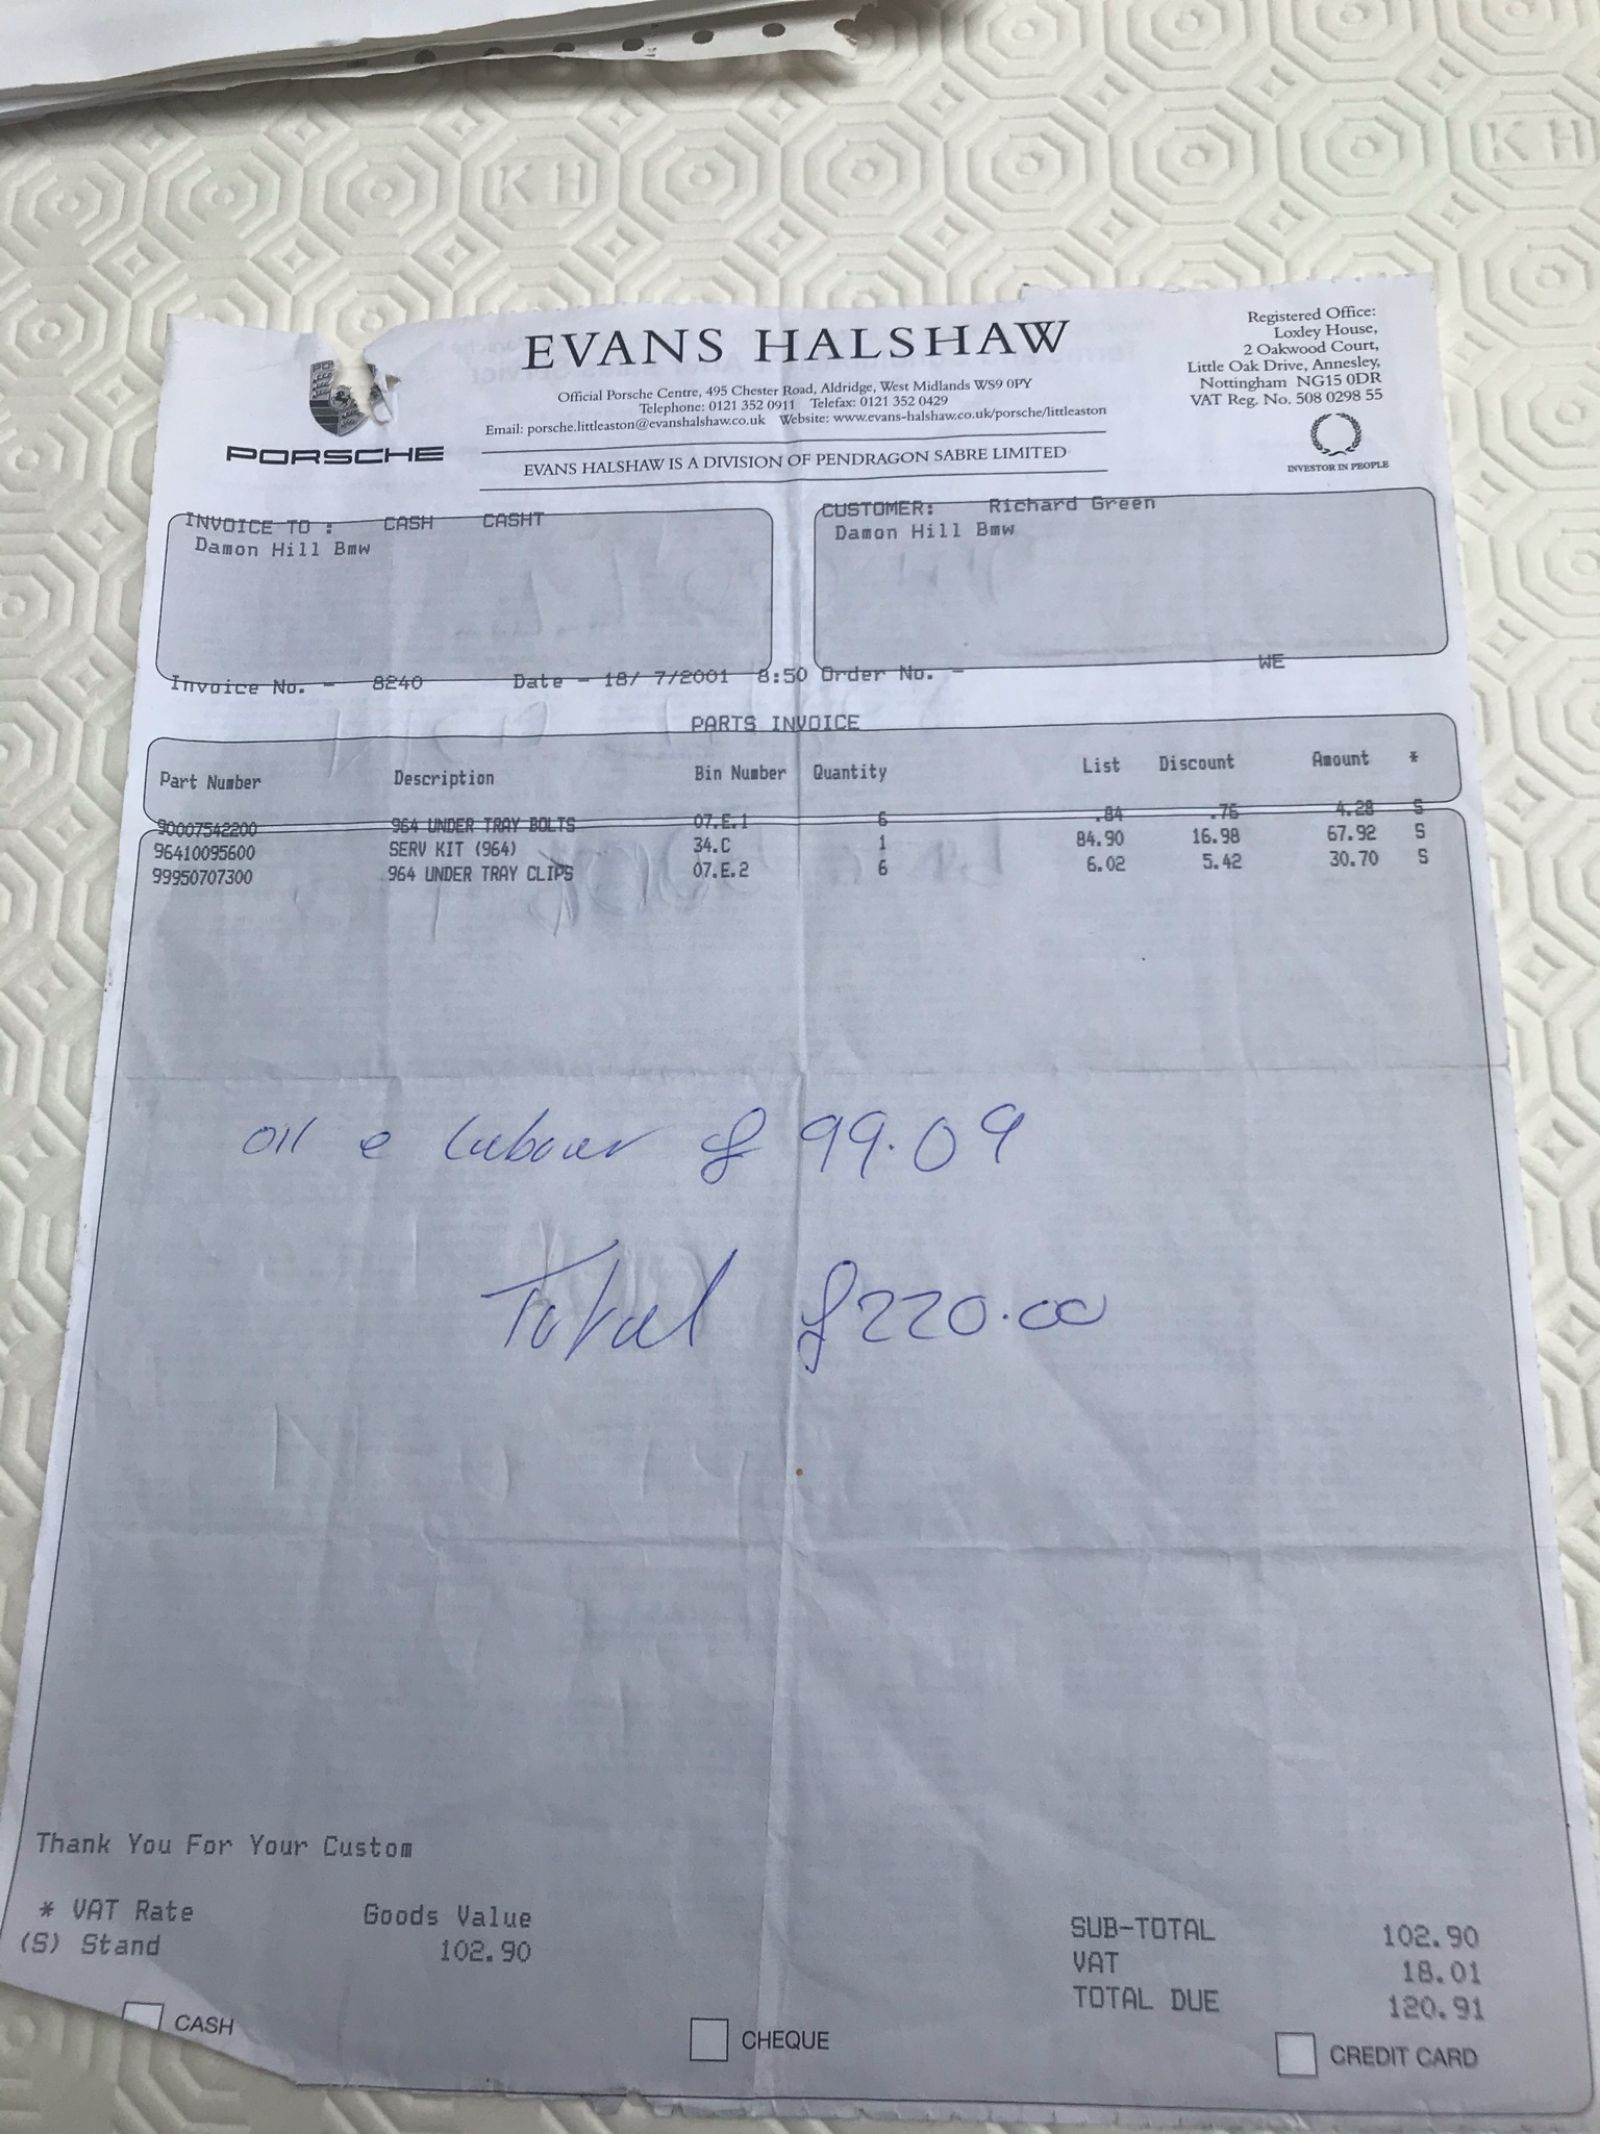 KH
KH
EVANS HALSHAW
Official Porsche Centre, 495 Chester Road, Aldridge, West Midlands WS9 0PY
Telephone: 0121 352 0911 Telefax: 0121 352 0429
Email: porsche.littleaston@evanshalshaw.co.uk Website: www.evans-halshaw.co.uk/porsche/littleaston
EVANS HALSHAW IS A DIVISION OF PENDRAGON SABRE LIMITED
PORSCHE
Registered Office:
Loxley House,
2 Oakwood Court,
Little Oak Drive, Annesley,
Nottingham NG15 0DR
VAT Reg. No. 508 0298 55
INVESTOR IN PEOPLE
INVOICE TO : CASH CASHT
Damon Hill Bmw
CUSTOMER: Richard Green
Damon Hill Bmw
Invoice No. - 8240 Date - 18/ 7/2001 8:50 Order No. - WE
PARTS INVOICE
Part Number Description Bin Number Quantity List Discount Amount *
90007542200 964 UNDER TRAY BOLTS 07.E.1 6 .84 .76 4.28 S
96410095600 SERV KIT (964) 34.C 1 84.90 16.98 67.92 S
99950707300 964 UNDER TRAY CLIPS 07.E.2 6 6.02 5.42 30.70 S
oil e labour £99.09
Total £220.00
Thank You For Your Custom
* VAT Rate Goods Value
(S) Stand 102.90
SUB-TOTAL 102.90
VAT 18.01
TOTAL DUE 120.91
CASH CHEQUE CREDIT CARD